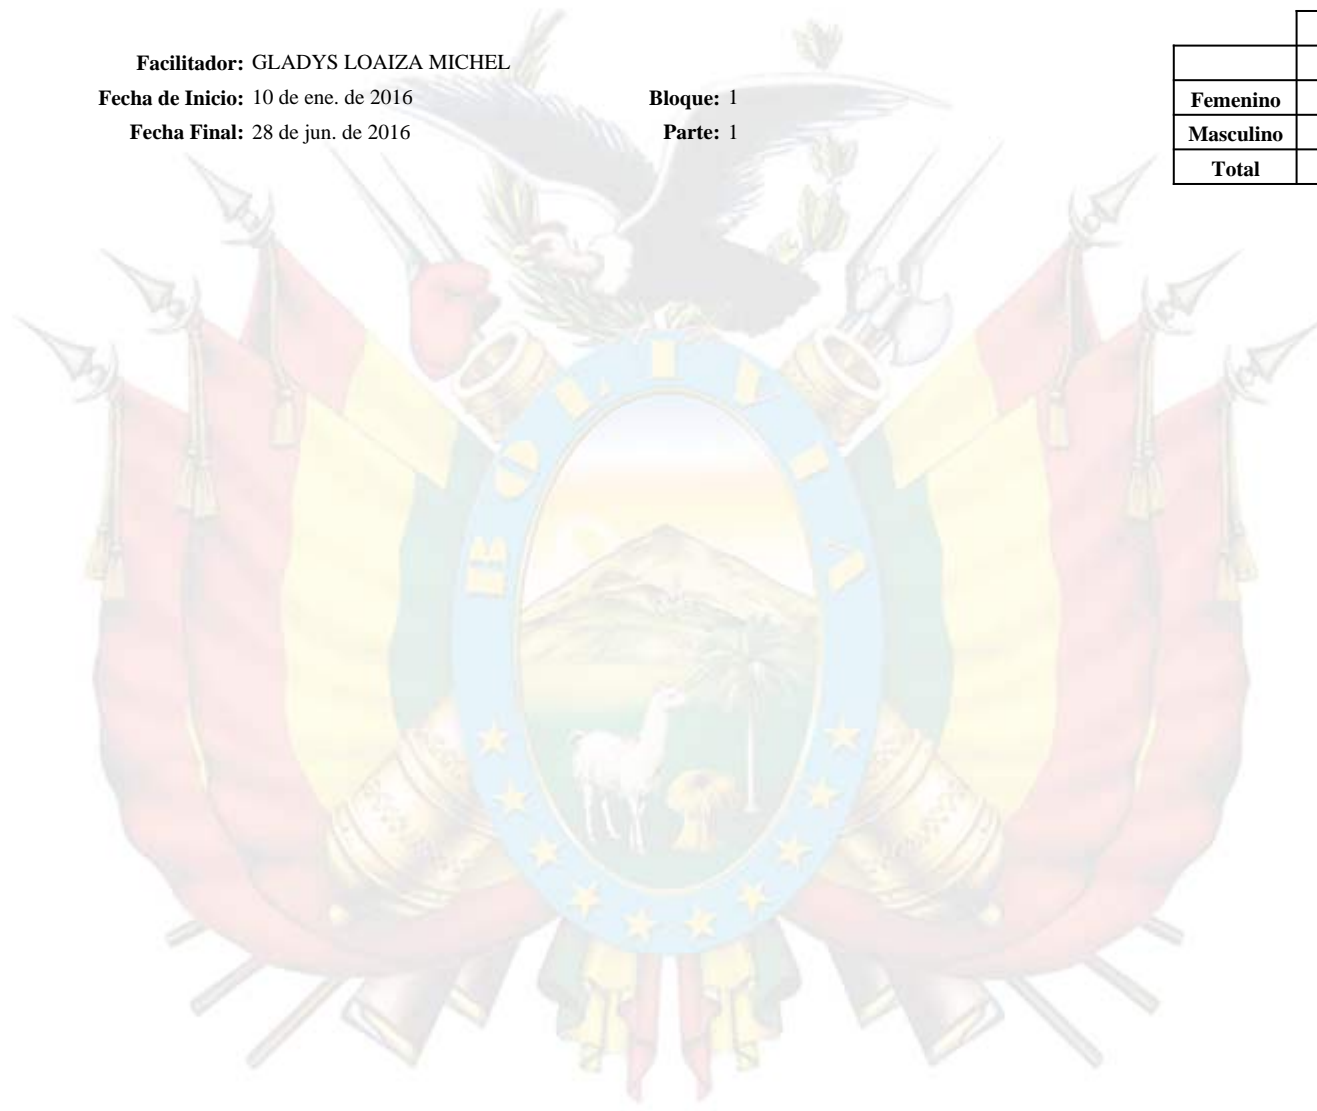 Facilitador: GLADYS LOAIZA MICHEL
Fecha de Inicio: 10 de ene. de 2016 Bloque: 1
Fecha Final: 28 de jun. de 2016 Parte: 1
Femenino
Masculino
Total
BOLIVIA